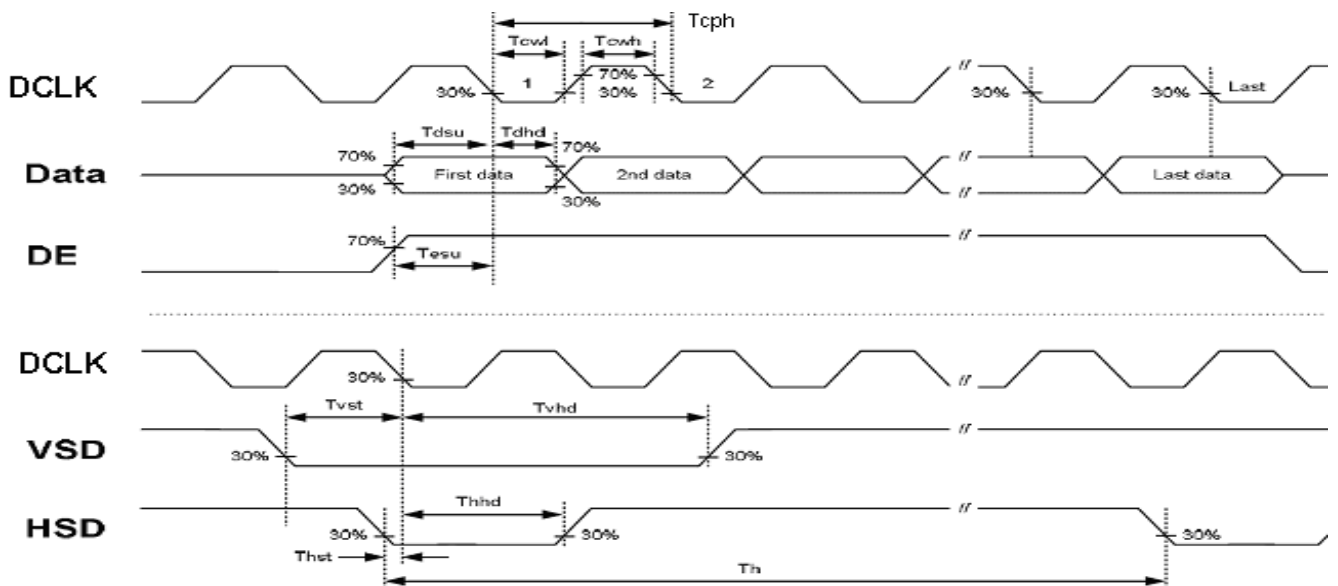 Tcph
Tcwl Tcwh
DCLK 30% 1 70% 30% 2 30% 30% Last
Tdsu Tdhd
70% 70%
Data First data 2nd data Last data
30% 30%
70%
DE Tesu
DCLK 30%
Tvst Tvhd
VSD 30% 30%
Thhd
HSD 30% 30% 30%
Thst
Th